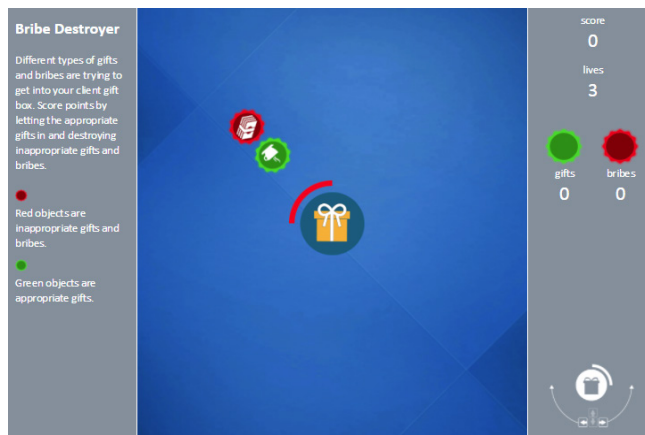 Bribe Destroyer
Different types of gifts
and bribes are trying to
get into your client gift
box. Score points by
letting the appropriate
gifts in and destroying
inappropriate gifts and
bribes.
Red objects are
inappropriate gifts and
bribes.
Green objects are
appropriate gifts.
score
0
lives
3
gifts bribes
0 0